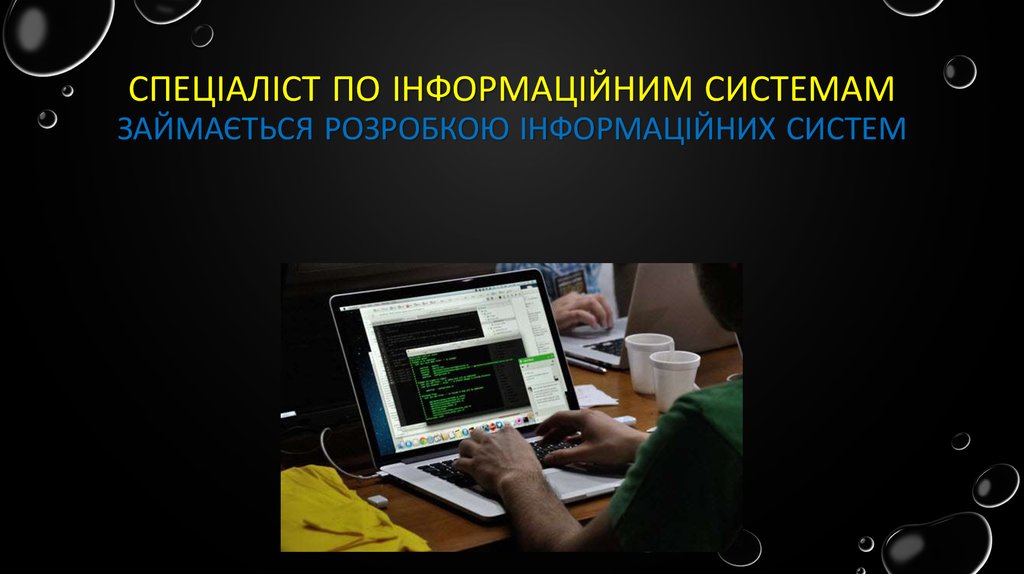 СПЕЦІАЛІСТ ПО ІНФОРМАЦІЙНИМ СИСТЕМАМ
ЗАЙМАЄТЬСЯ РОЗРОБКОЮ ІНФОРМАЦІЙНИХ СИСТЕМ